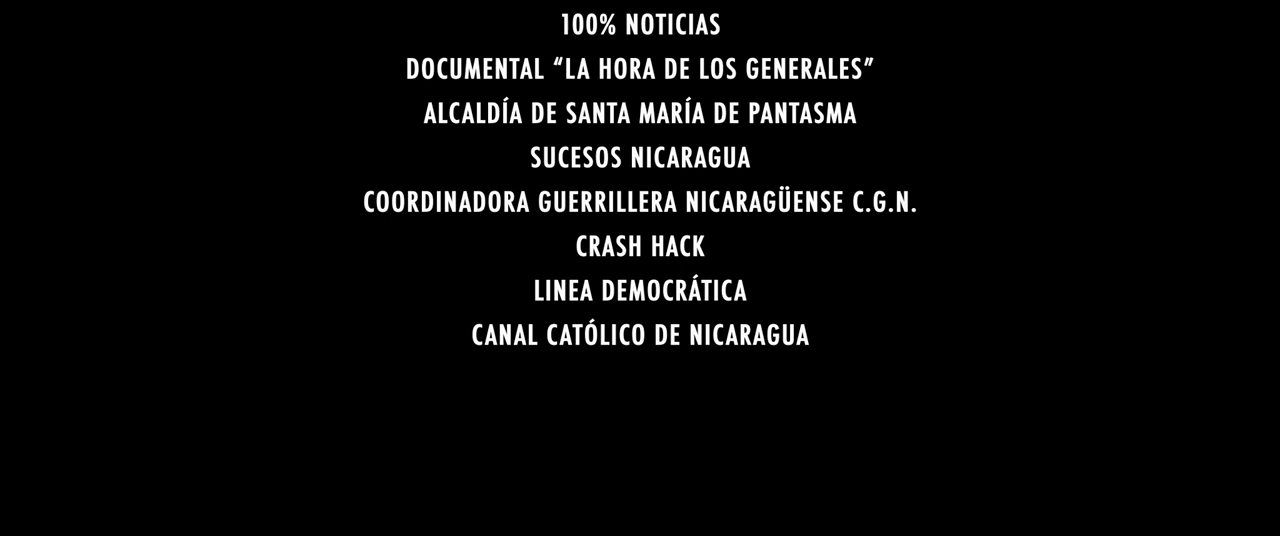 100% NOTICIAS
DOCUMENTAL “LA HORA DE LOS GENERALES”
ALCALDÍA DE SANTA MARÍA DE PANTASMA
SUCESOS NICARAGUA
COORDINADORA GUERRILLERA NICARAGÜENSE C.G.N.
CRASH HACK
LINEA DEMOCRÁTICA
CANAL CATÓLICO DE NICARAGUA